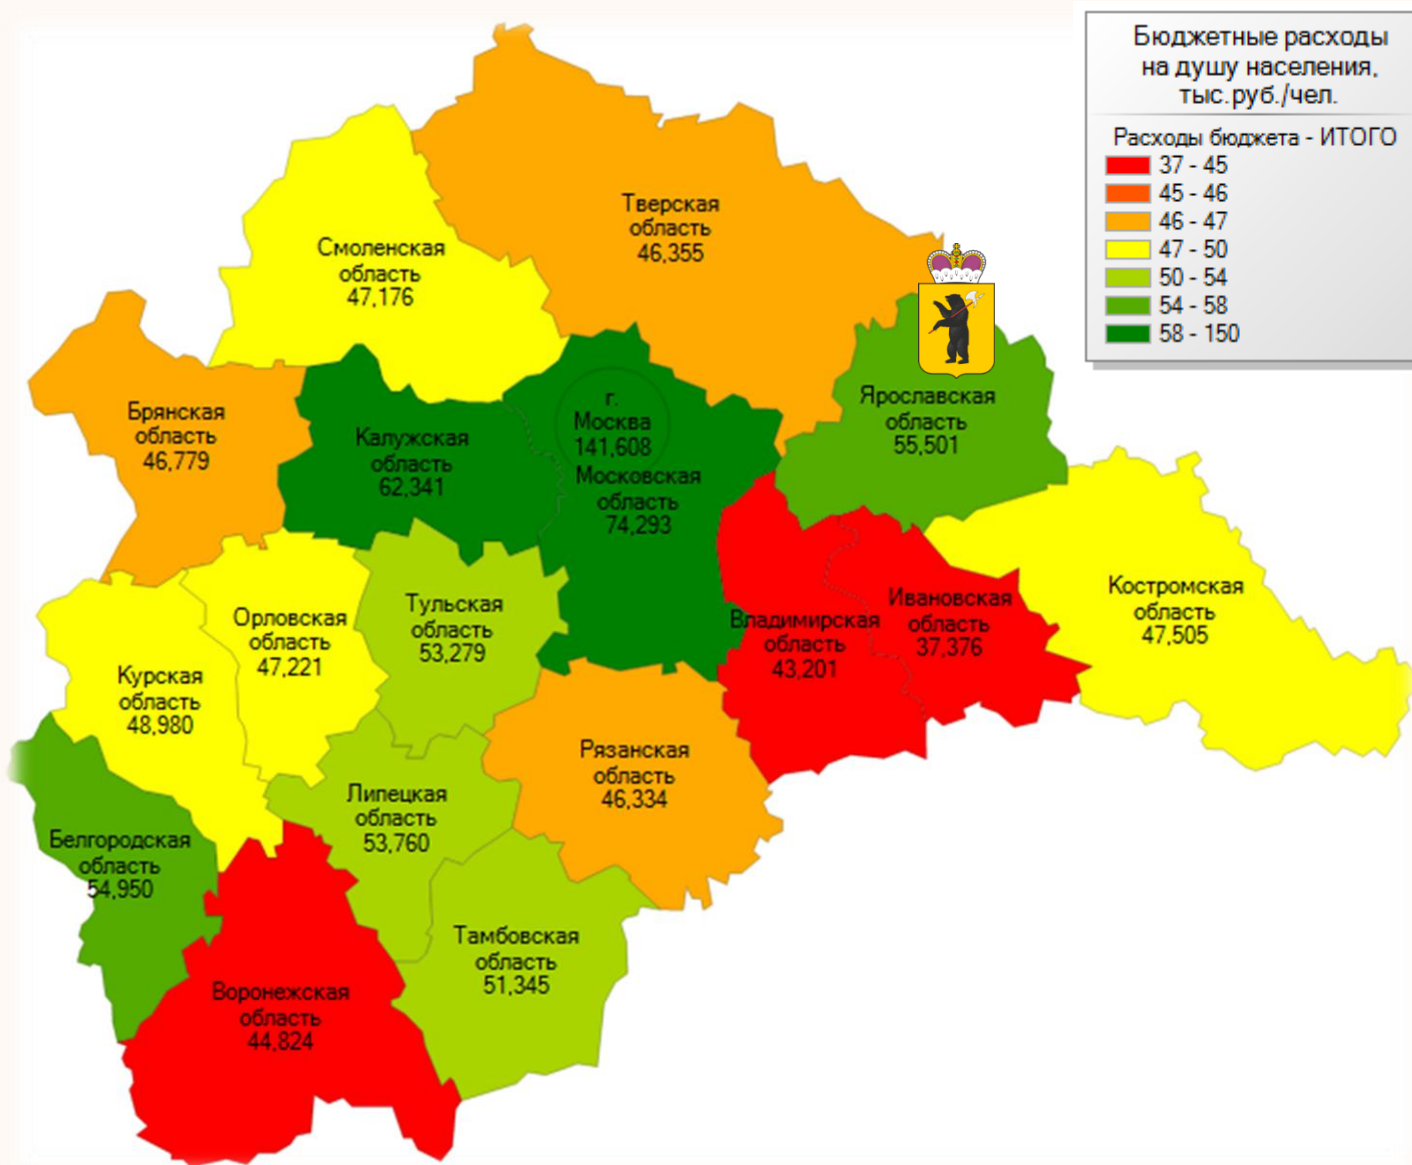 Бюджетные расходы
на душу населения,
тыс.руб./чел.
Расходы бюджета - ИТОГО
37 - 45
45 - 46
46 - 47
47 - 50
50 - 54
54 - 58
58 - 150
Тверская
область
46,355
Смоленская
область
47,176
Ярославская
область
55,501
Брянская
область
46,779
Калужская
область
62,341
г.
Москва
141,608
Московская
область
74,293
Костромская
область
47,505
Ивановская
область
37,376
Владимирская
область
43,201
Тульская
область
53,279
Орловская
область
47,221
Курская
область
48,980
Рязанская
область
46,334
Липецкая
область
53,760
Белгородская
область
54,950
Тамбовская
область
51,345
Воронежская
область
44,824